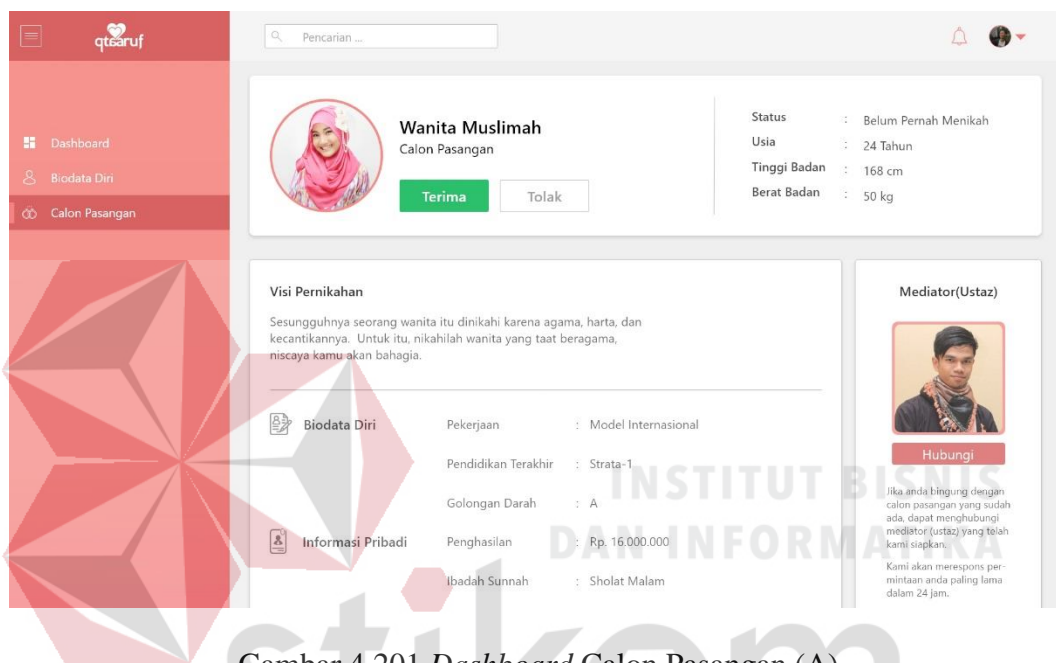 qtaaruf
Pencarian ...
Dashboard
Biodata Diri
Calon Pasangan
Wanita Muslimah
Calon Pasangan
Terima
Tolak
Status : Belum Pernah Menikah
Usia : 24 Tahun
Tinggi Badan : 168 cm
Berat Badan : 50 kg
Visi Pernikahan
Sesungguhnya seorang wanita itu dinikahi karena agama, harta, dan
kecantikannya. Untuk itu, nikahilah wanita yang taat beragama,
niscaya kamu akan bahagia.
Biodata Diri
Pekerjaan : Model Internasional
Pendidikan Terakhir : Strata-1
Golongan Darah : A
Informasi Pribadi
Penghasilan : Rp. 16.000.000
Ibadah Sunnah : Sholat Malam
Mediator(Ustaz)
Hubungi
Jika anda bingung dengan
calon pasangan yang sudah
ada, dapat menghubungi
mediator (ustaz) yang telah
kami siapkan.
Kami akan merespons per-
mintaan anda paling lama
dalam 24 jam.
INSTITUT BISNIS
DAN INFORMATIKA
stikom
Gambar 4.201 Dashboard Calon Pasangan (A)